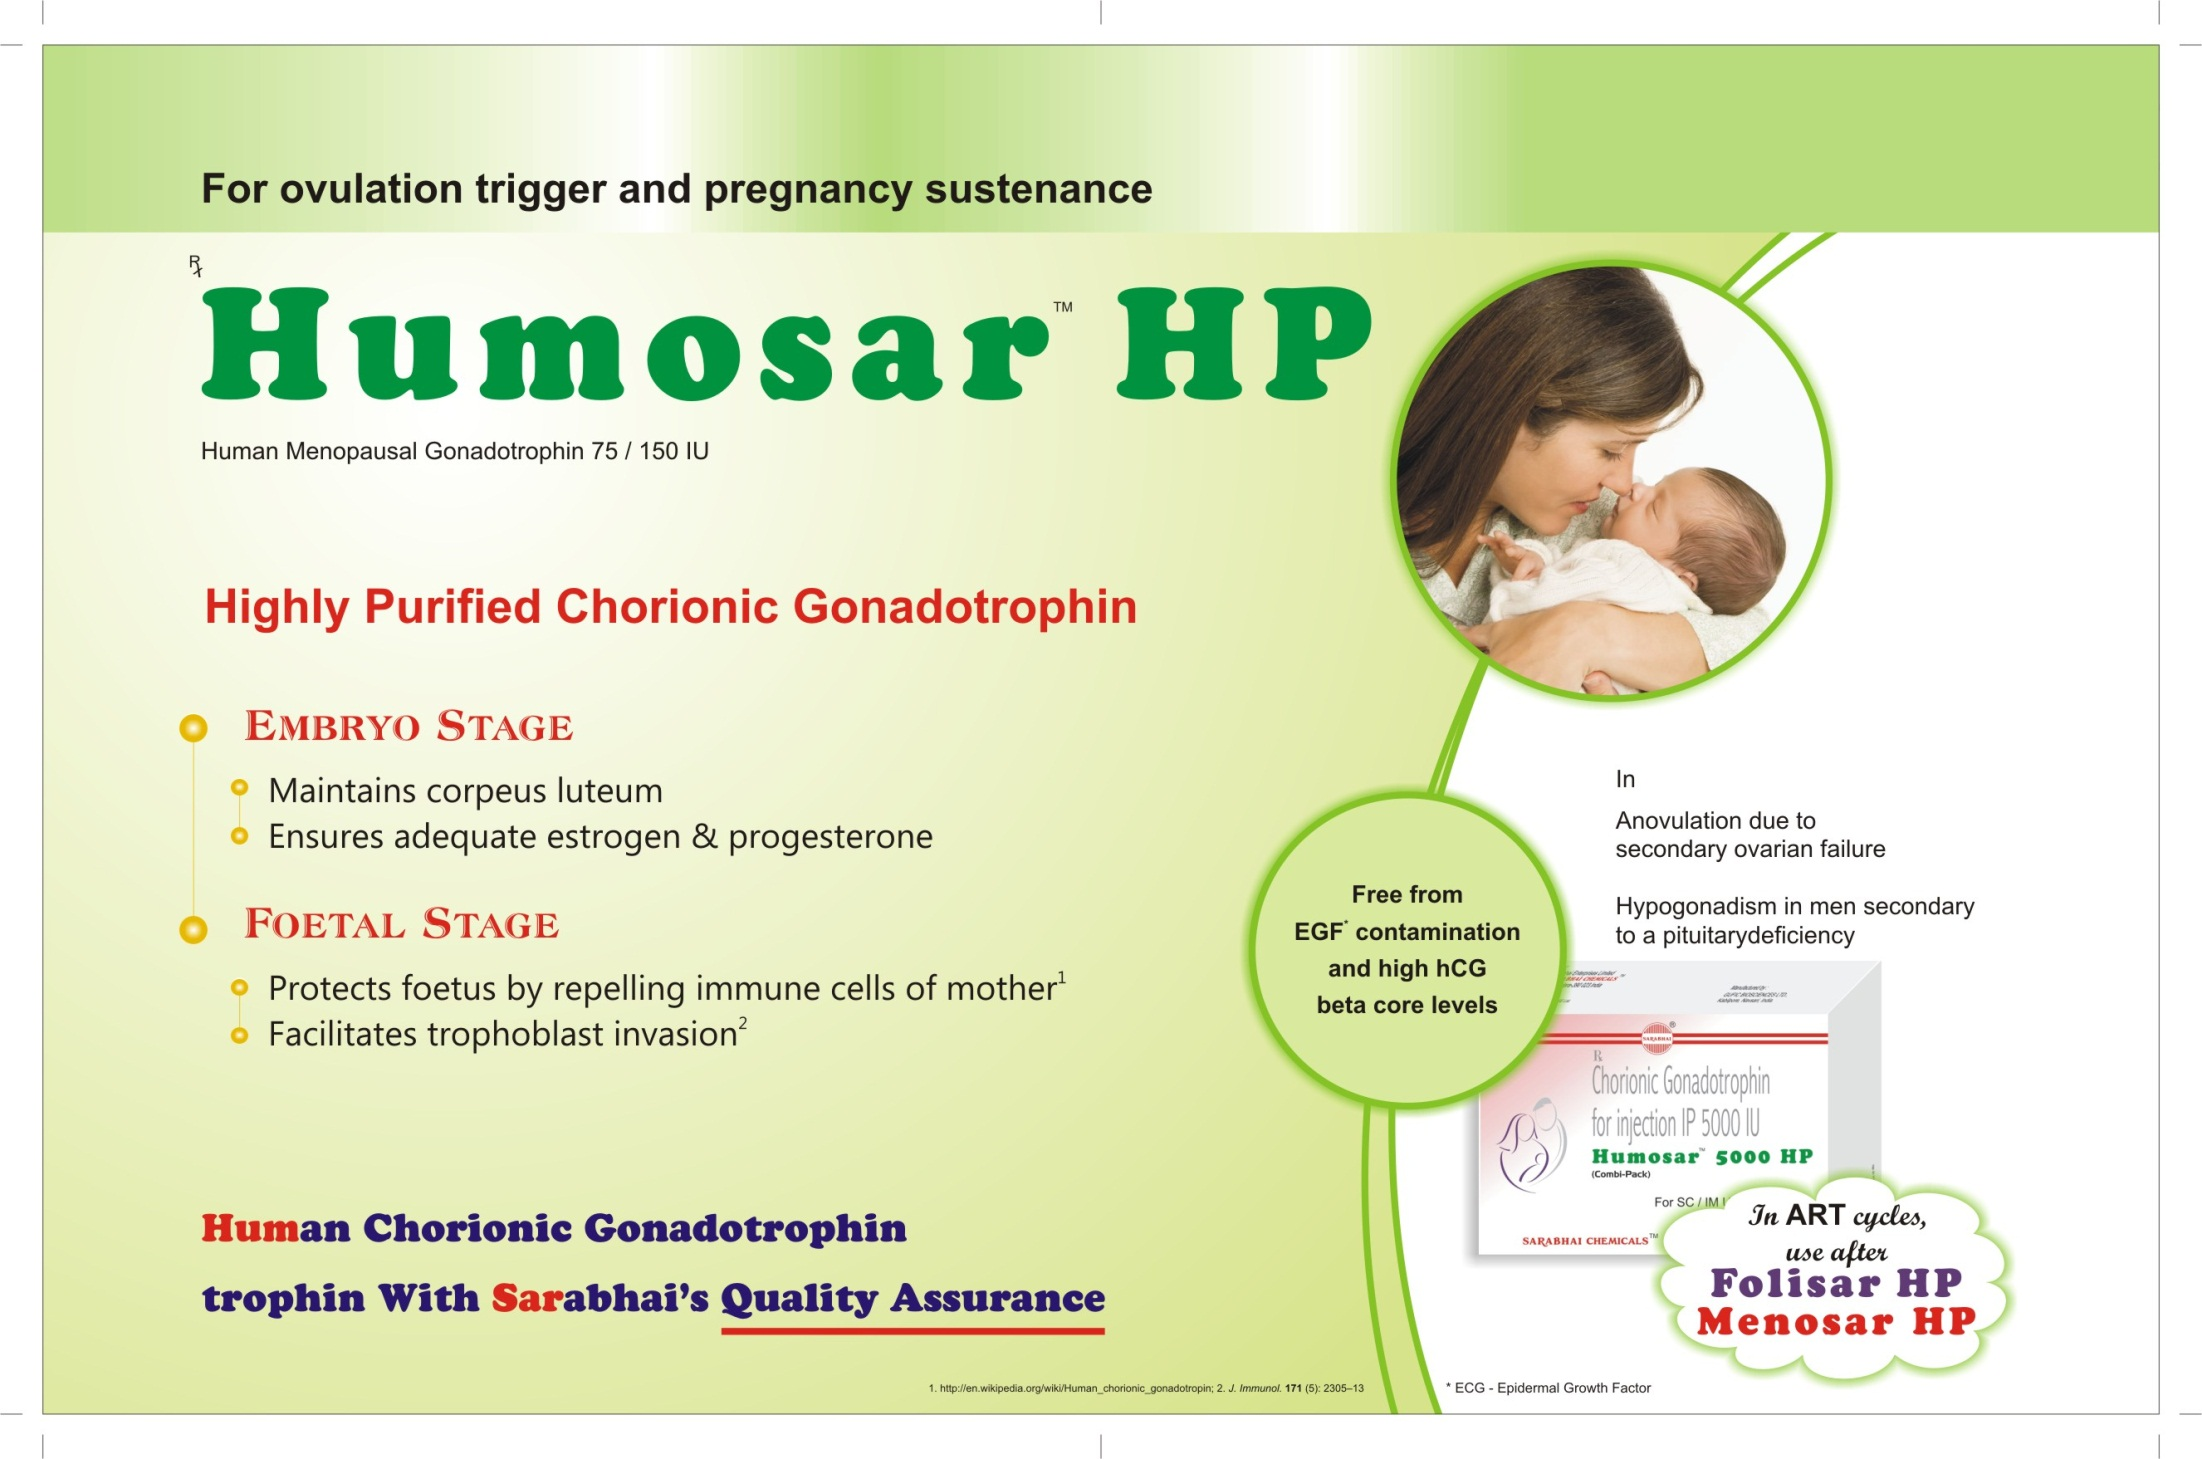 For ovulation trigger and pregnancy sustenance
Rx
Humosar™ HP
Human Menopausal Gonadotrophin 75 / 150 IU
Highly Purified Chorionic Gonadotrophin
EMBRYO STAGE
Maintains corpeus luteum
Ensures adequate estrogen & progesterone
FOETAL STAGE
Protects foetus by repelling immune cells of mother1
Facilitates trophoblast invasion2
Human Chorionic Gonadotrophin
trophin With Sarabhai's Quality Assurance
1. http://en.wikipedia.org/wiki/Human_chorionic_gonadotropin; 2. J. Immunol. 171 (5): 2305–13
Free from
EGF* contamination
and high hCG
beta core levels
In
Anovulation due to
secondary ovarian failure
Hypogonadism in men secondary
to a pituitarydeficiency
SARABHAI ®
Rx
Chorionic Gonadotrophin
for injection IP 5000 IU
Humosar™ 5000 HP
(Combi-Pack)
For SC / IM
SARABHAI CHEMICALS™
In ART cycles,
use after
Folisar HP
Menosar HP
* ECG - Epidermal Growth Factor